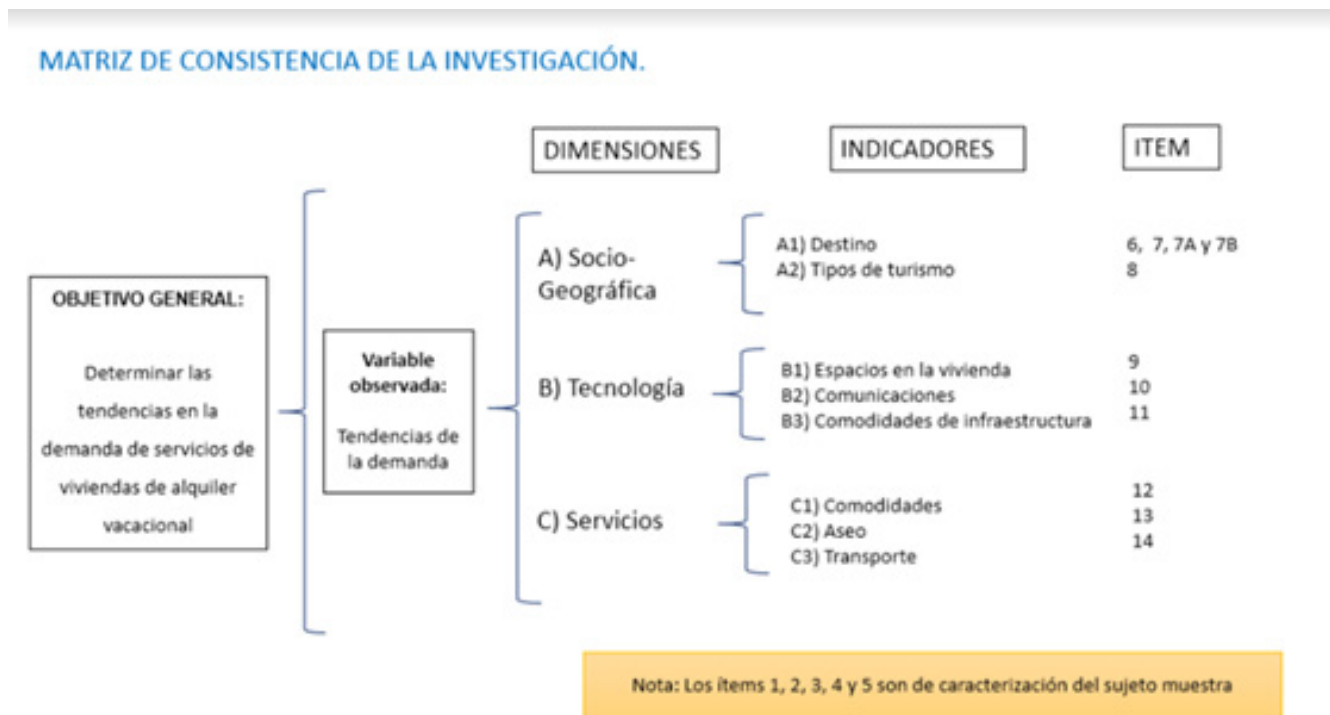 MATRIZ DE CONSISTENCIA DE LA INVESTIGACIÓN.
DIMENSIONES
INDICADORES
ITEM
OBJETIVO GENERAL:
Determinar las
tendencias en la
demanda de servicios de
viviendas de alquiler
vacacional
Variable
observada:
Tendencias de
la demanda
A) Socio-
Geográfica
A1) Destino
6, 7, 7A y 7B
A2) Tipos de turismo
8
B) Tecnología
B1) Espacios en la vivienda
9
B2) Comunicaciones
10
B3) Comodidades de infraestructura
11
C) Servicios
C1) Comodidades
12
C2) Aseo
13
C3) Transporte
14
Nota: Los ítems 1, 2, 3, 4 y 5 son de caracterización del sujeto muestra